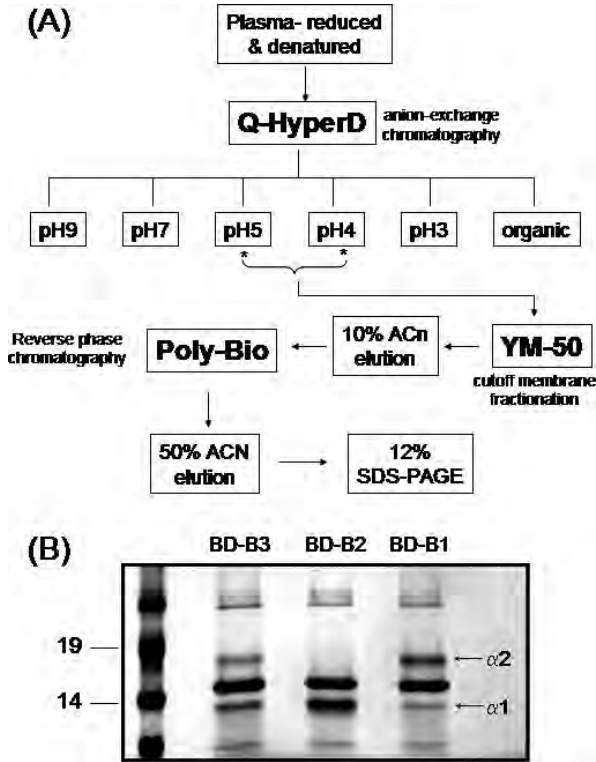 (A)
Plasma- reduced
& denatured
Q-HyperD
anion-exchange
chromatography
pH9
pH7
pH5
pH4
pH3
organic
*
*
Reverse phase
chromatography
Poly-Bio
10% ACn
elution
YM-50
cutoff membrane
fractionation
50% ACN
elution
12%
SDS-PAGE
(B)
BD-B3
BD-B2
BD-B1
19
α2
14
α1